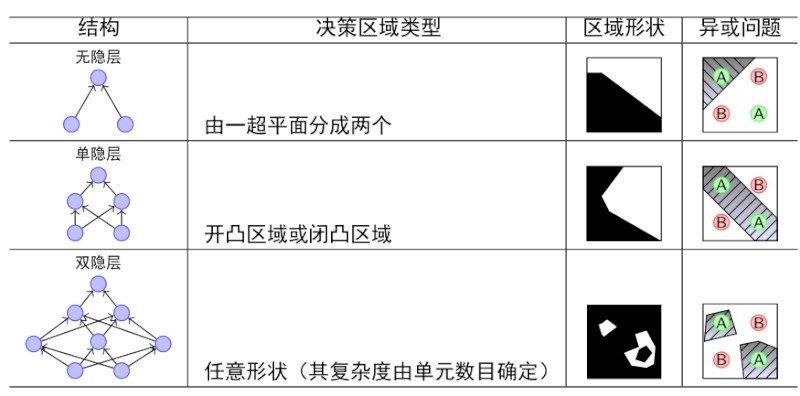 结构 决策区域类型 区域形状 异或问题
无隐层
A B
B A
由一超平面分成两个
单隐层
A B
B A
开凸区域或闭凸区域
双隐层
A B
B A
任意形状（其复杂度由单元数目确定）